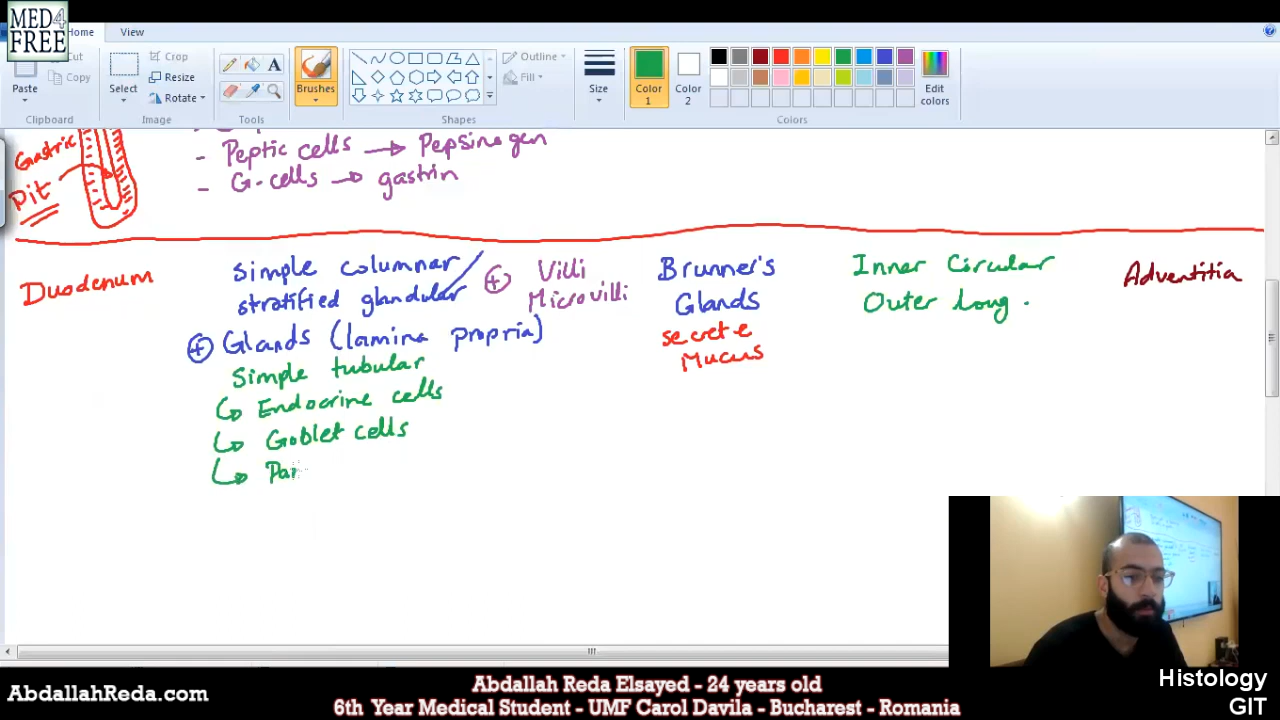 MED4
FREE
Home
View
Cut
Copy
Paste
Clipboard
Select
Crop
Resize
Rotate
Image
A
Tools
Brushes
Outline
Fill
Shapes
Size
Color
1
Color
2
Edit
colors
Colors
Gastric
Pit
- Peptic cells → Pepsinogen
- G-cells → gastrin
Duodenum
Simple columnar /
stratified glandular
+ Villi
Microvilli
+ Glands (lamina propria)
Simple tubular
↳ Endocrine cells
↳ Goblet cells
↳ Par
Brunner's
Glands
secrete
Mucus
Inner Circular
Outer Long.
Adventitia
AbdallahReda.com
Abdallah Reda Elsayed - 24 years old
6th Year Medical Student - UMF Carol Davila - Bucharest - Romania
Histology
GIT